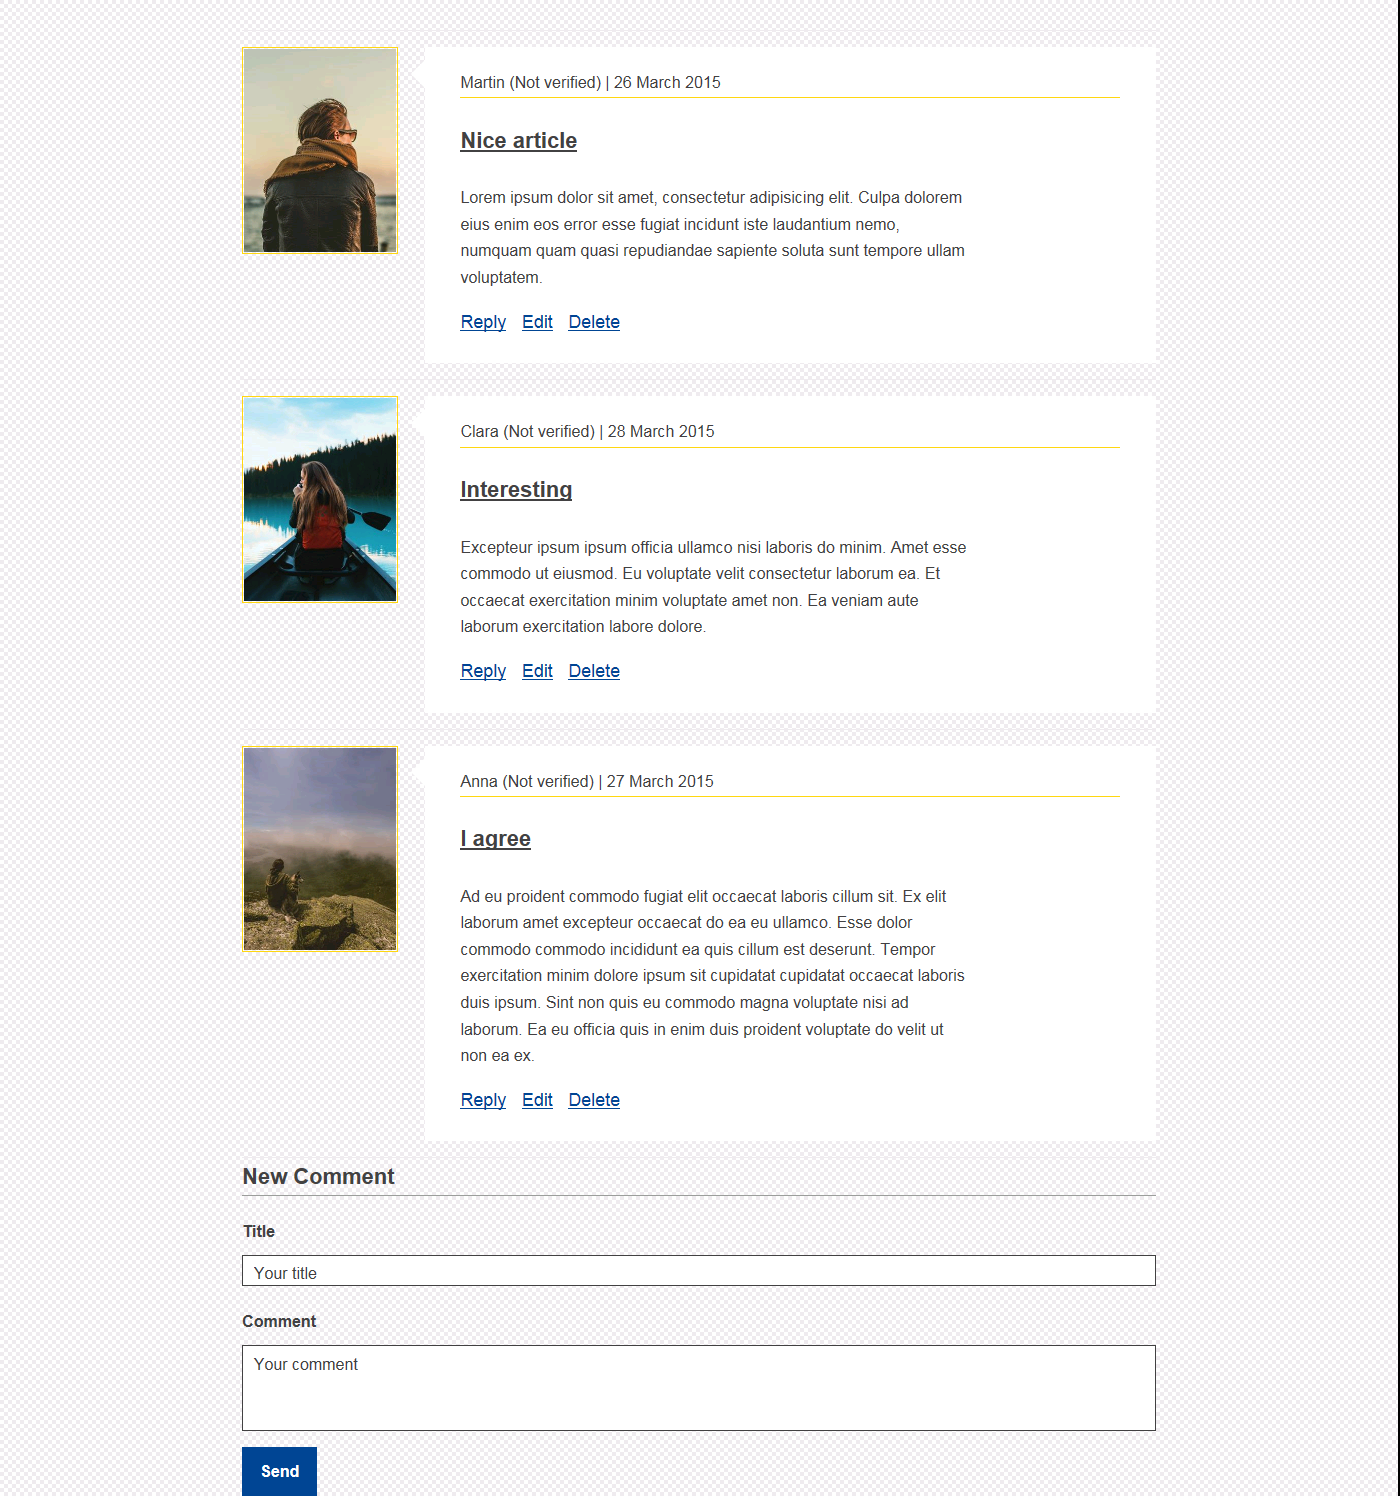 Martin (Not verified) | 26 March 2015
Nice article
Lorem ipsum dolor sit amet, consectetur adipisicing elit. Culpa dolorem
eius enim eos error esse fugiat incidunt iste laudantium nemo,
numquam quam quasi repudiandae sapiente soluta sunt tempore ullam
voluptatem.
Reply Edit Delete
Clara (Not verified) | 28 March 2015
Interesting
Excepteur ipsum ipsum officia ullamco nisi laboris do minim. Amet esse
commodo ut eiusmod. Eu voluptate velit consectetur laborum ea. Et
occaecat exercitation minim voluptate amet non. Ea veniam aute
laborum exercitation labore dolore.
Reply Edit Delete
Anna (Not verified) | 27 March 2015
I agree
Ad eu proident commodo fugiat elit occaecat laboris cillum sit. Ex elit
laborum amet excepteur occaecat do ea eu ullamco. Esse dolor
commodo commodo incididunt ea quis cillum est deserunt. Tempor
exercitation minim dolore ipsum sit cupidatat cupidatat occaecat laboris
duis ipsum. Sint non quis eu commodo magna voluptate nisi ad
laborum. Ea eu officia quis in enim duis proident voluptate do velit ut
non ea ex.
Reply Edit Delete
New Comment
Title
Your title
Comment
Your comment
Send